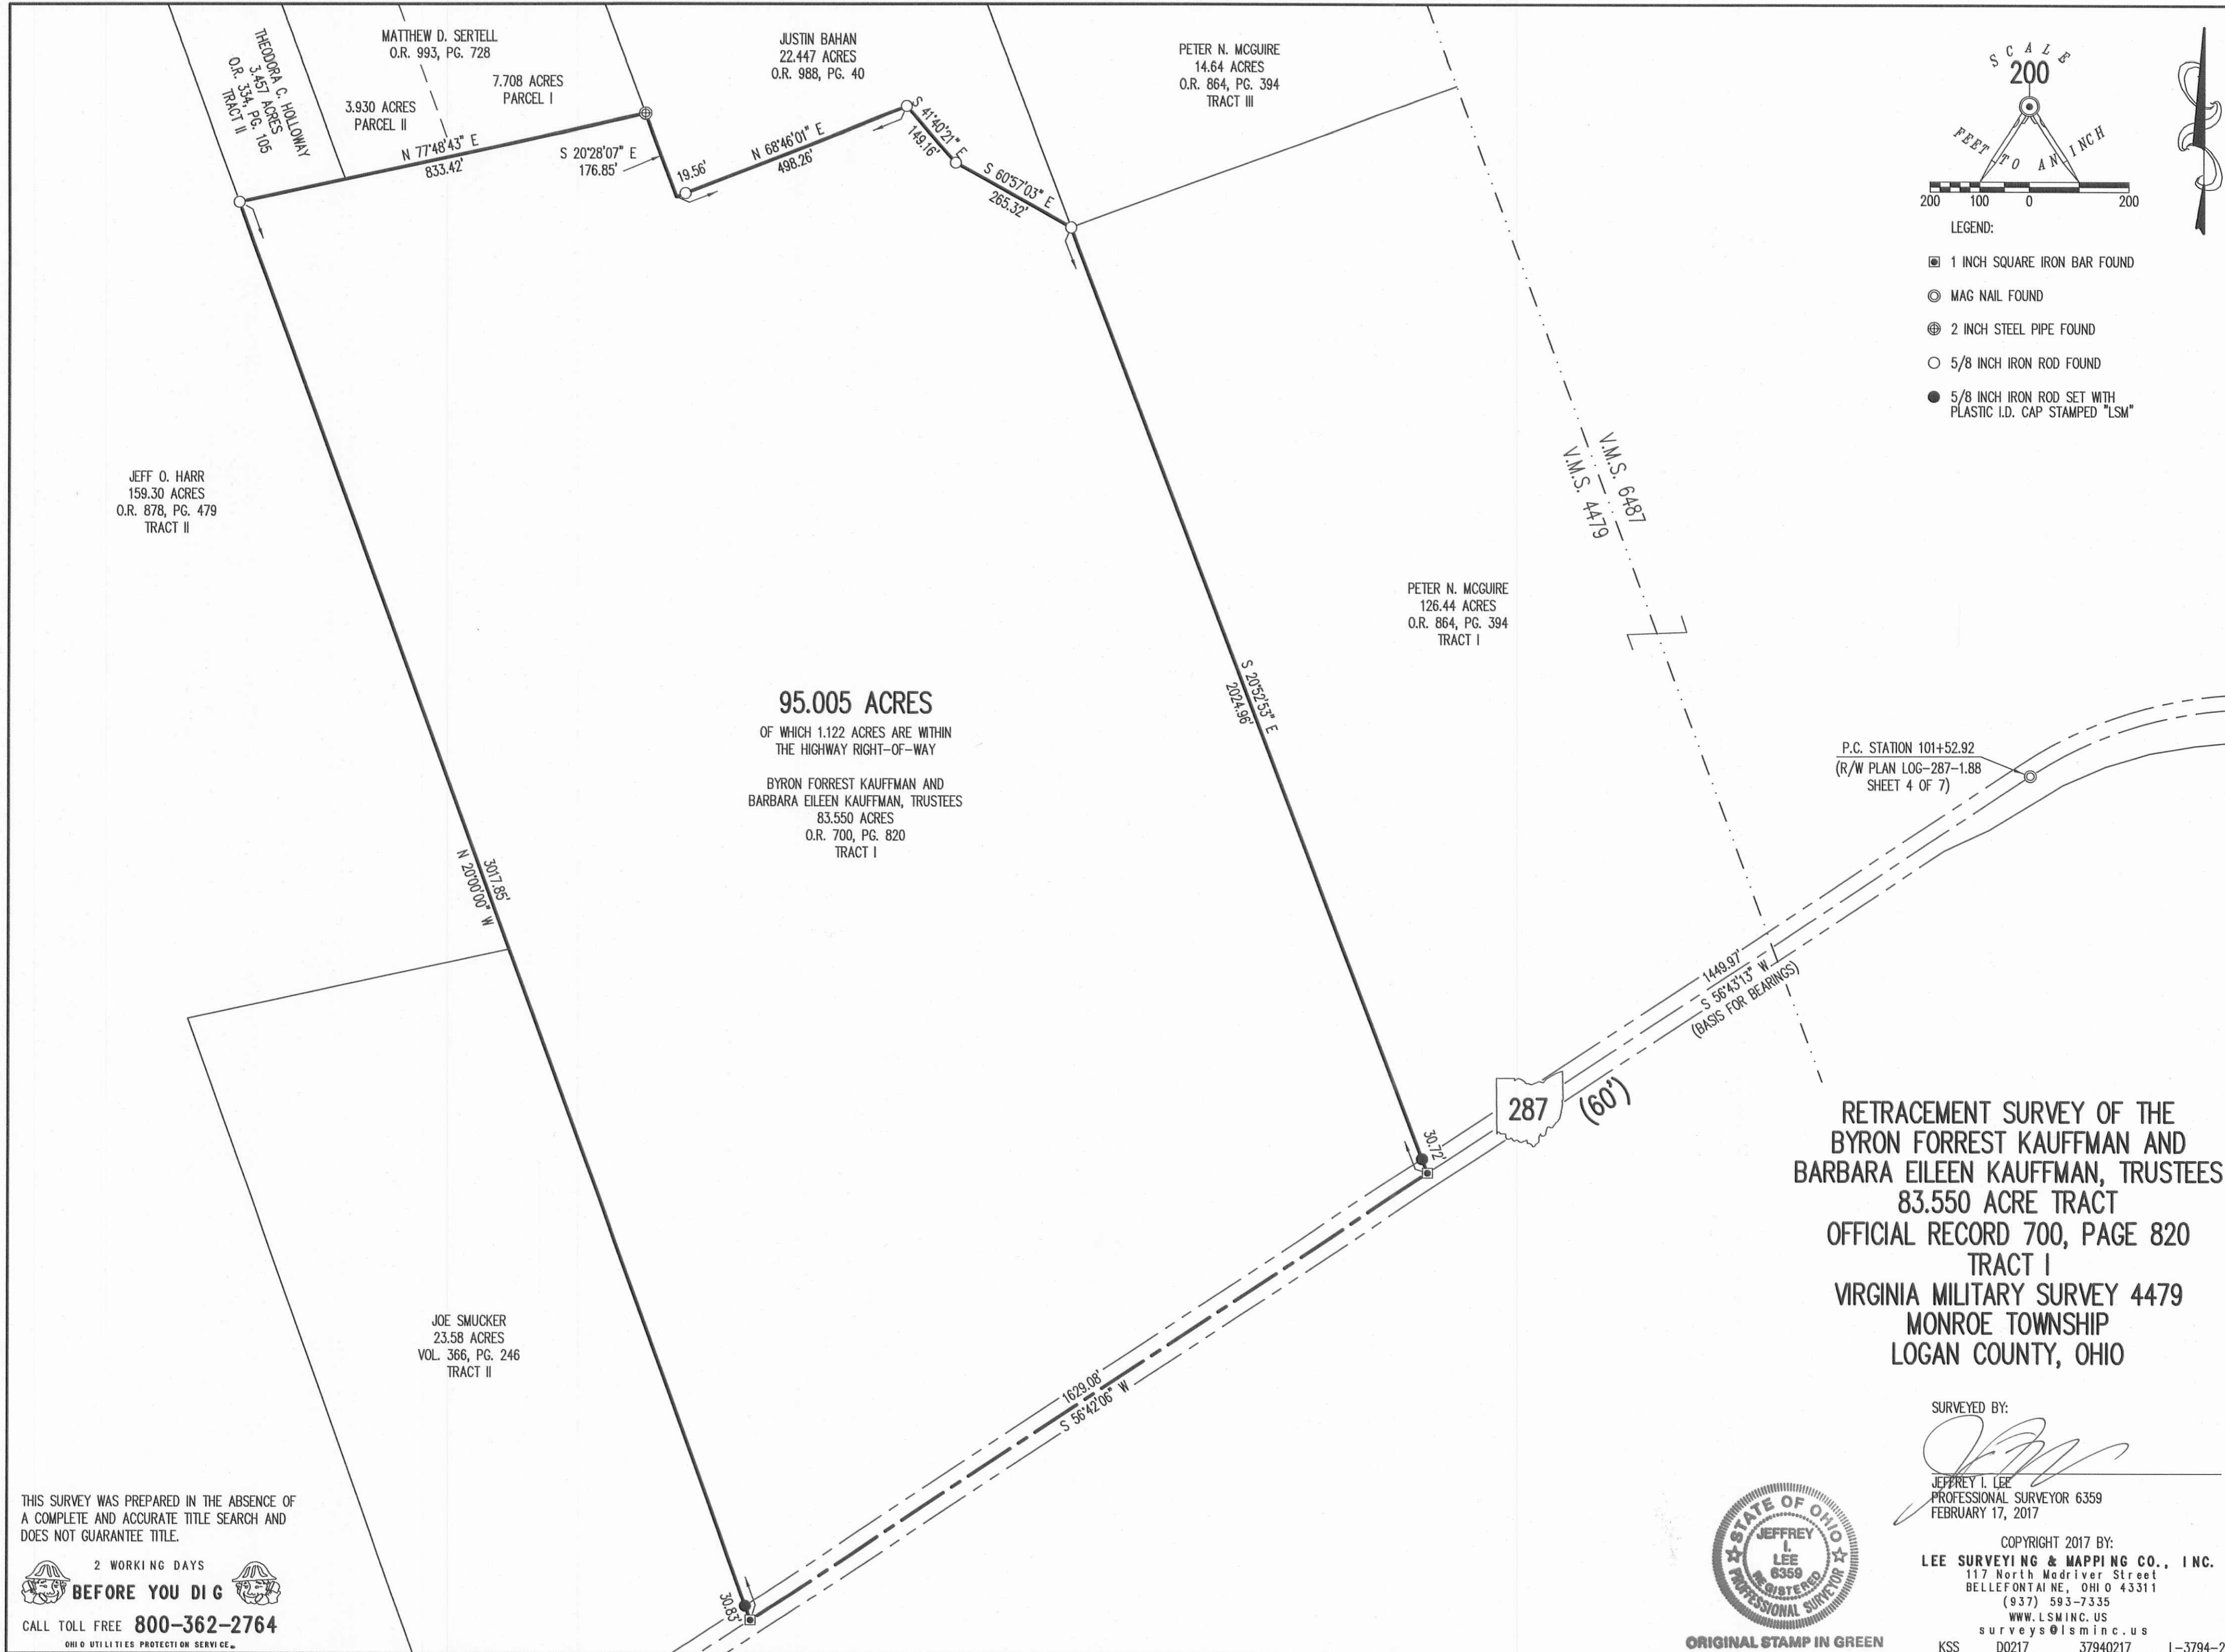 THEODORA C. HOLLOWAY
3.457 ACRES
O.R. 334, PG. 105
TRACT II
MATTHEW D. SERTELL
O.R. 993, PG. 728
3.930 ACRES
PARCEL II
7.708 ACRES
PARCEL I
JUSTIN BAHAN
22.447 ACRES
O.R. 988, PG. 40
PETER N. MCGUIRE
14.64 ACRES
O.R. 864, PG. 394
TRACT III
N 77°48'43" E
833.42'
S 20°28'07" E
176.85'
19.56'
N 68°46'01" E
498.26'
S 41°40'21" E
149.16'
S 60°57'03" E
265.32'
SCALE
200
FEET TO AN INCH
200 100 0 200
LEGEND:
1 INCH SQUARE IRON BAR FOUND
MAG NAIL FOUND
2 INCH STEEL PIPE FOUND
5/8 INCH IRON ROD FOUND
5/8 INCH IRON ROD SET WITH
PLASTIC I.D. CAP STAMPED "LSM"
JEFF O. HARR
159.30 ACRES
O.R. 878, PG. 479
TRACT II
V.M.S. 6487
V.M.S. 4479
PETER N. MCGUIRE
126.44 ACRES
O.R. 864, PG. 394
TRACT I
S 20°52'53" E
2024.96'
95.005 ACRES
OF WHICH 1.122 ACRES ARE WITHIN
THE HIGHWAY RIGHT-OF-WAY
BYRON FORREST KAUFFMAN AND
BARBARA EILEEN KAUFFMAN, TRUSTEES
83.550 ACRES
O.R. 700, PG. 820
TRACT I
3017.85'
N 20°00'00" W
P.C. STATION 101+52.92
(R/W PLAN LOG-287-1.88
SHEET 4 OF 7)
1449.97'
S 56°43'13" W
(BASIS FOR BEARINGS)
287
(60')
30.72'
1629.08'
S 56°42'06" W
30.83'
JOE SMUCKER
23.58 ACRES
VOL. 366, PG. 246
TRACT II
RETRACEMENT SURVEY OF THE
BYRON FORREST KAUFFMAN AND
BARBARA EILEEN KAUFFMAN, TRUSTEES
83.550 ACRE TRACT
OFFICIAL RECORD 700, PAGE 820
TRACT I
VIRGINIA MILITARY SURVEY 4479
MONROE TOWNSHIP
LOGAN COUNTY, OHIO
SURVEYED BY:
JEFFREY I. LEE
PROFESSIONAL SURVEYOR 6359
FEBRUARY 17, 2017
COPYRIGHT 2017 BY:
LEE SURVEYING & MAPPING CO., INC.
117 North Madriver Street
BELLEFONTAINE, OHIO 43311
(937) 593-7335
WWW.LSMINC.US
surveys@lsminc.us
KSS D0217 37940217 L-3794-2
STATE OF OHIO
JEFFREY
I.
LEE
6359
REGISTERED
PROFESSIONAL SURVEYOR
ORIGINAL STAMP IN GREEN
THIS SURVEY WAS PREPARED IN THE ABSENCE OF
A COMPLETE AND ACCURATE TITLE SEARCH AND
DOES NOT GUARANTEE TITLE.
2 WORKING DAYS
BEFORE YOU DIG
CALL TOLL FREE 800-362-2764
OHIO UTILITIES PROTECTION SERVICE